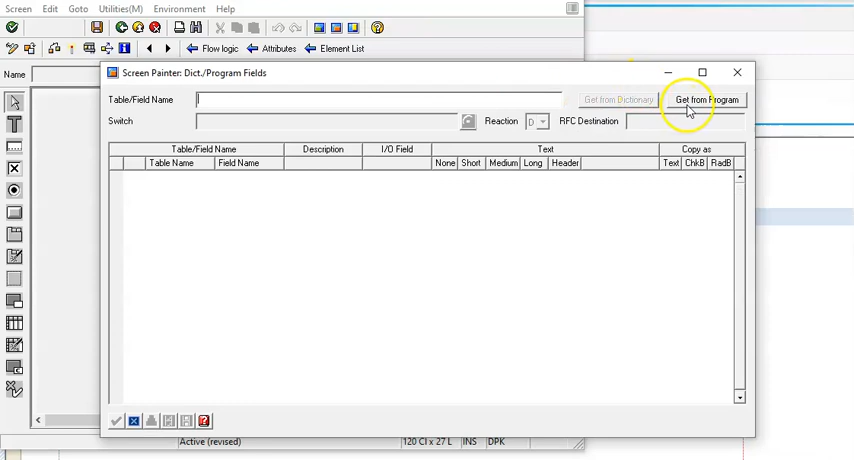 Screen Edit Goto Utilities(M) Environment Help
Flow logic Attributes Element List
Name
Screen Painter: Dict./Program Fields
Table/Field Name Get from Dictionary Get from Program
Switch Reaction D RFC Destination
Table/Field Name Description I/O Field Text Copy as
Table Name Field Name None Short Medium Long Header Text ChkB RadB
Active (revised) 120 Cl x 27 L INS DPK